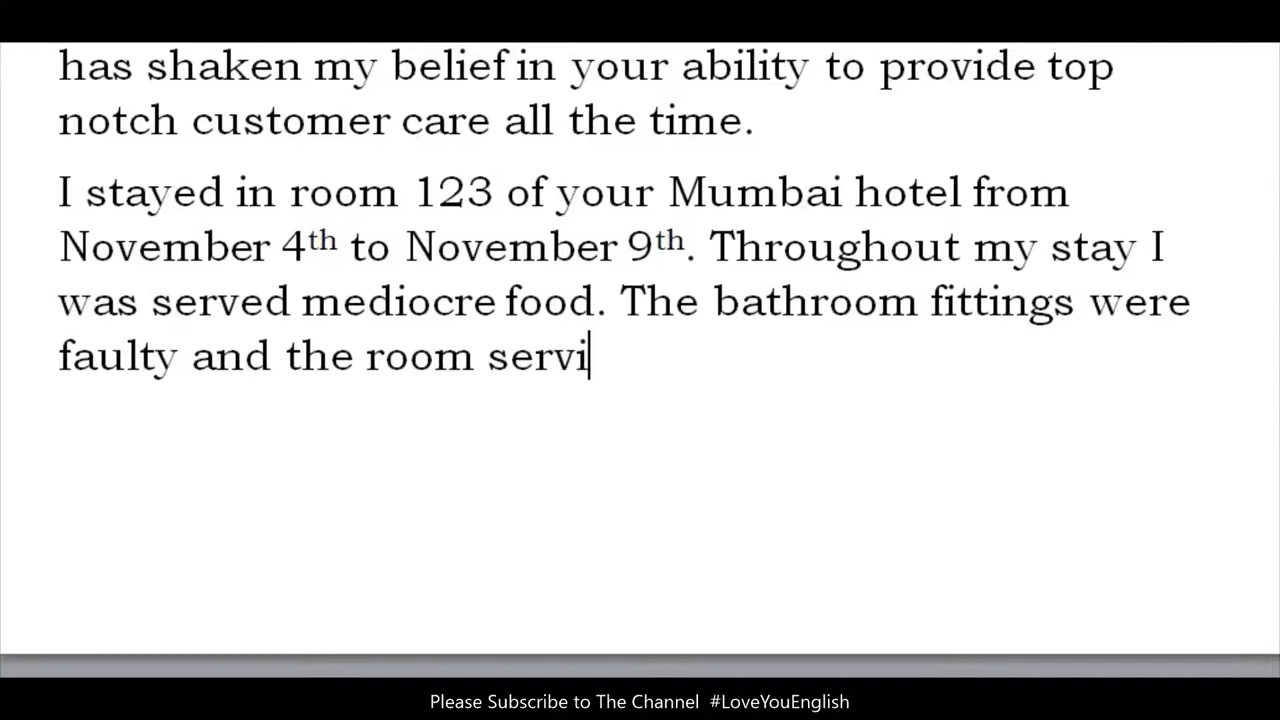 has shaken my belief in your ability to provide top
notch customer care all the time.
I stayed in room 123 of your Mumbai hotel from
November 4th to November 9th. Throughout my stay I
was served mediocre food. The bathroom fittings were
faulty and the room servi
Please Subscribe to The Channel #LoveYouEnglish